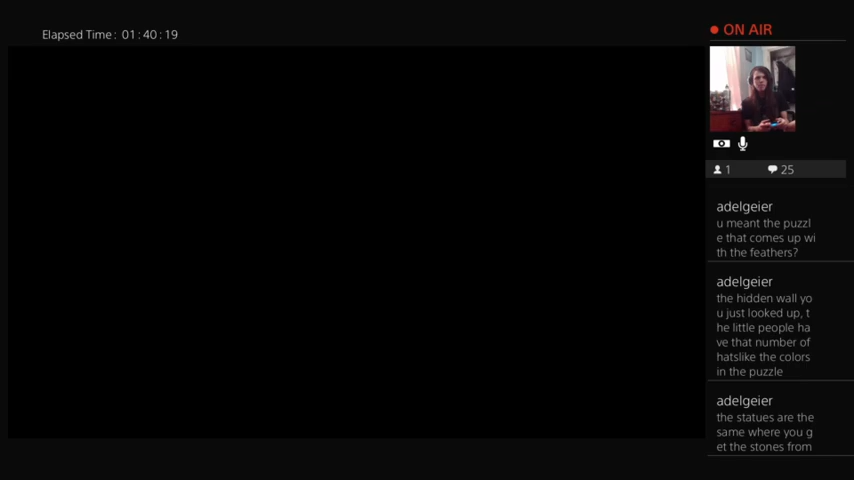 Elapsed Time: 01:40:19
ON AIR
1 25
adelgeier
u meant the puzzl
e that comes up wi
th the feathers?
adelgeier
the hidden wall yo
u just looked up, t
he little people ha
ve that number of
hatslike the colors
in the puzzle
adelgeier
the statues are the
same where you g
et the stones from